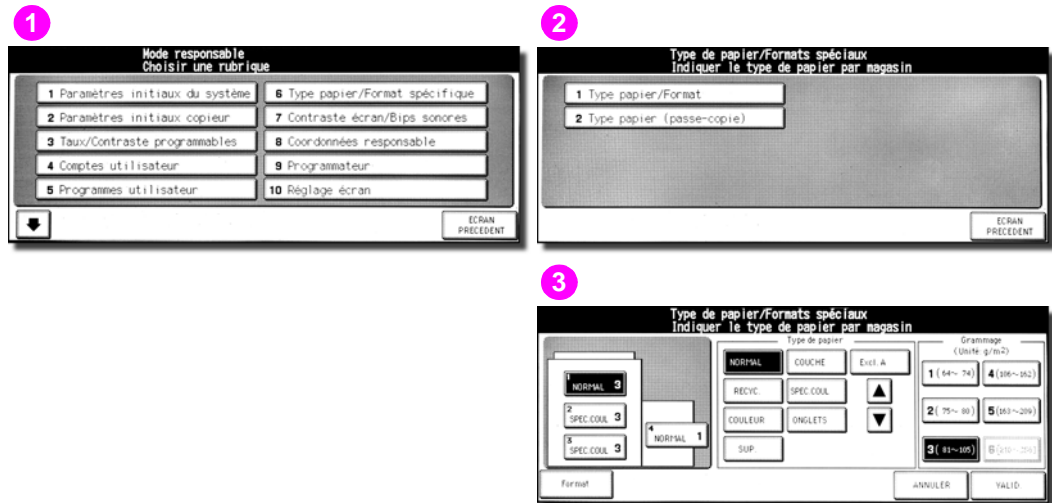 1
Mode responsable
Choisir une rubrique
1 Paramètres initiaux du système
2 Paramètres initiaux copieur
3 Taux/Contraste programmables
4 Comptes utilisateur
5 Programmes utilisateur
6 Type papier/Format spécifique
7 Contraste écran/Bips sonores
8 Coordonnées responsable
9 Programmateur
10 Réglage écran
ECRAN
PRECEDENT
2
Type de papier/Formats spéciaux
Indiquer le type de papier par magasin
1 Type papier/Format
2 Type papier (passe-copie)
ECRAN
PRECEDENT
3
Type de papier/Formats spéciaux
Indiquer le type de papier par magasin
1 NORMAL 3
2 SPEC.COUL 3
3 SPEC.COUL 3
4 NORMAL 1
Type de papier
NORMAL COUCHE Excl. A
RECYC. SPEC.COUL
COULEUR ONGLETS
SUP.
Grammage
(Unité g/m2)
1 (64~ 74) 4 (106~162)
2 ( 75~ 80) 5 (163~209)
3 ( 81~105) 6
Format
ANNULER VALID